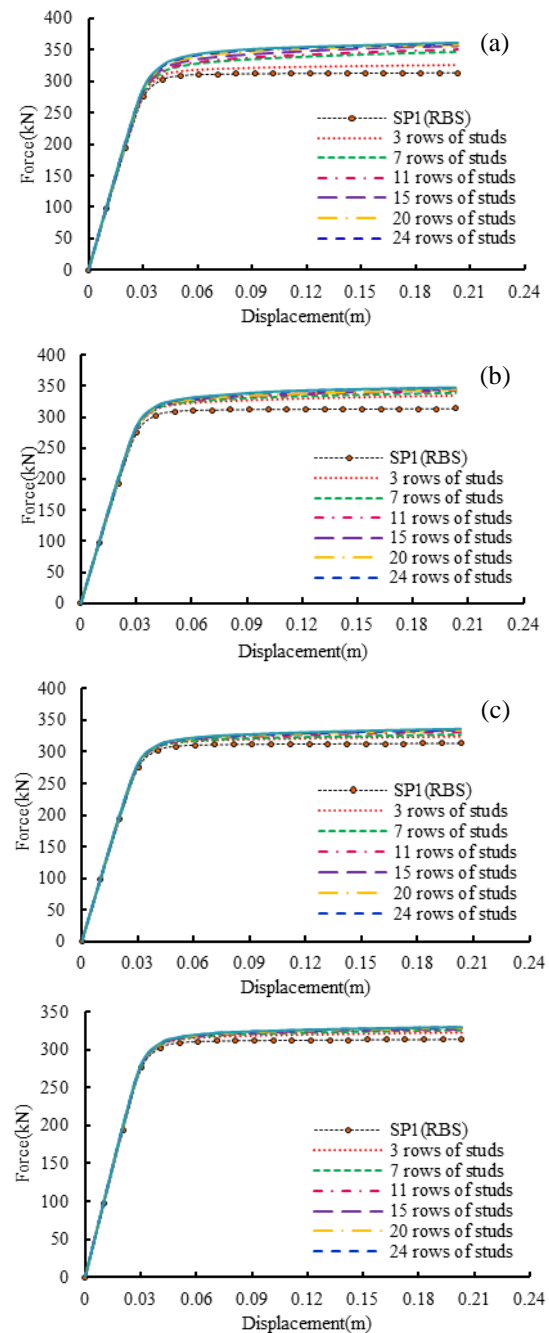 400
(a)
350
300
250
200
150
100
50
0
Force(kN)
SP1(RBS)
3 rows of studs
7 rows of studs
11 rows of studs
15 rows of studs
20 rows of studs
24 rows of studs
0 0.03 0.06 0.09 0.12 0.15 0.18 0.21 0.24
Displacement(m)
400
(b)
350
300
250
200
150
100
50
0
Force(kN)
SP1(RBS)
3 rows of studs
7 rows of studs
11 rows of studs
15 rows of studs
20 rows of studs
24 rows of studs
0 0.03 0.06 0.09 0.12 0.15 0.18 0.21 0.24
Displacement(m)
400
(c)
350
300
250
200
150
100
50
0
Force(kN)
SP1(RBS)
3 rows of studs
7 rows of studs
11 rows of studs
15 rows of studs
20 rows of studs
24 rows of studs
0 0.03 0.06 0.09 0.12 0.15 0.18 0.21 0.24
Displacement(m)
350
300
250
200
150
100
50
0
Force(kN)
SP1(RBS)
3 rows of studs
7 rows of studs
11 rows of studs
15 rows of studs
20 rows of studs
24 rows of studs
0 0.03 0.06 0.09 0.12 0.15 0.18 0.21 0.24
Displacement(m)